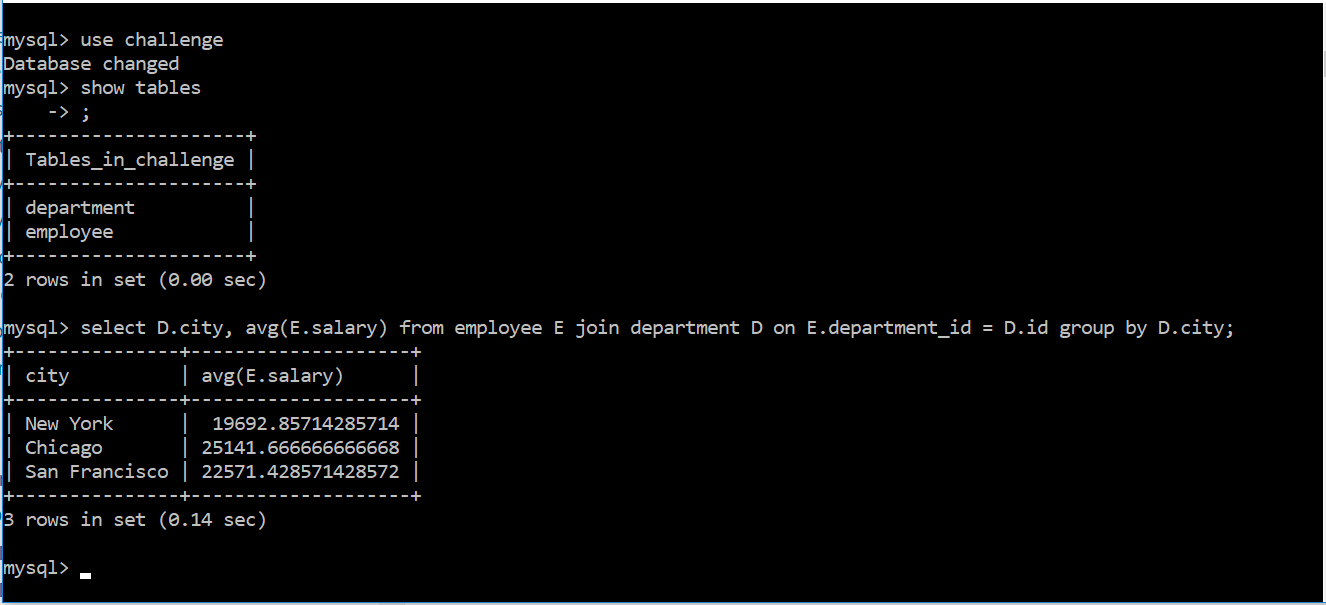 mysql> use challenge
Database changed
mysql> show tables
    -> ;
+---------------------+
| Tables_in_challenge |
+---------------------+
| department          |
| employee            |
+---------------------+
2 rows in set (0.00 sec)

mysql> select D.city, avg(E.salary) from employee E join department D on E.department_id = D.id group by D.city;
+---------------+--------------------+
| city          | avg(E.salary)      |
+---------------+--------------------+
| New York      |  19692.85714285714 |
| Chicago       | 25141.666666666668 |
| San Francisco | 22571.428571428572 |
+---------------+--------------------+
3 rows in set (0.14 sec)

mysql>